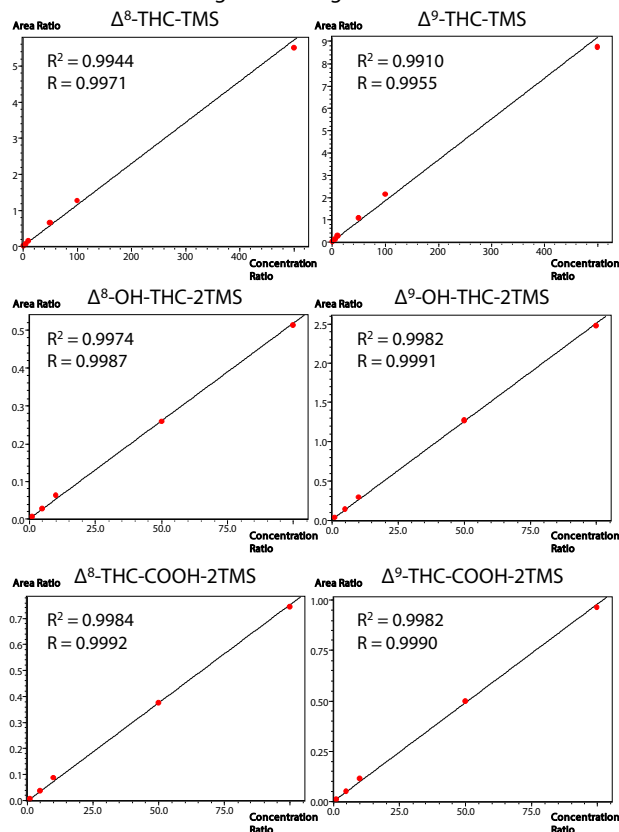 Δ⁸-THC-TMS
Area Ratio
R² = 0.9944
R = 0.9971
5
4
3
2
1
0
0 100 200 300 400
Concentration
Ratio
Δ⁹-THC-TMS
Area Ratio
R² = 0.9910
R = 0.9955
9
8
7
6
5
4
3
2
1
0
0 100 200 300 400
Concentration
Ratio
Δ⁸-OH-THC-2TMS
Area Ratio
R² = 0.9974
R = 0.9987
0.5
0.4
0.3
0.2
0.1
0.0
0.0 25.0 50.0 75.0
Concentration
Ratio
Δ⁹-OH-THC-2TMS
Area Ratio
R² = 0.9982
R = 0.9991
2.5
2.0
1.5
1.0
0.5
0.0
0.0 25.0 50.0 75.0
Concentration
Ratio
Δ⁸-THC-COOH-2TMS
Area Ratio
R² = 0.9984
R = 0.9992
0.7
0.6
0.5
0.4
0.3
0.2
0.1
0.0
0.0 25.0 50.0 75.0
Concentration
Ratio
Δ⁹-THC-COOH-2TMS
Area Ratio
R² = 0.9982
R = 0.9990
1.00
0.75
0.50
0.25
0.00
0.0 25.0 50.0 75.0
Concentration
Ratio